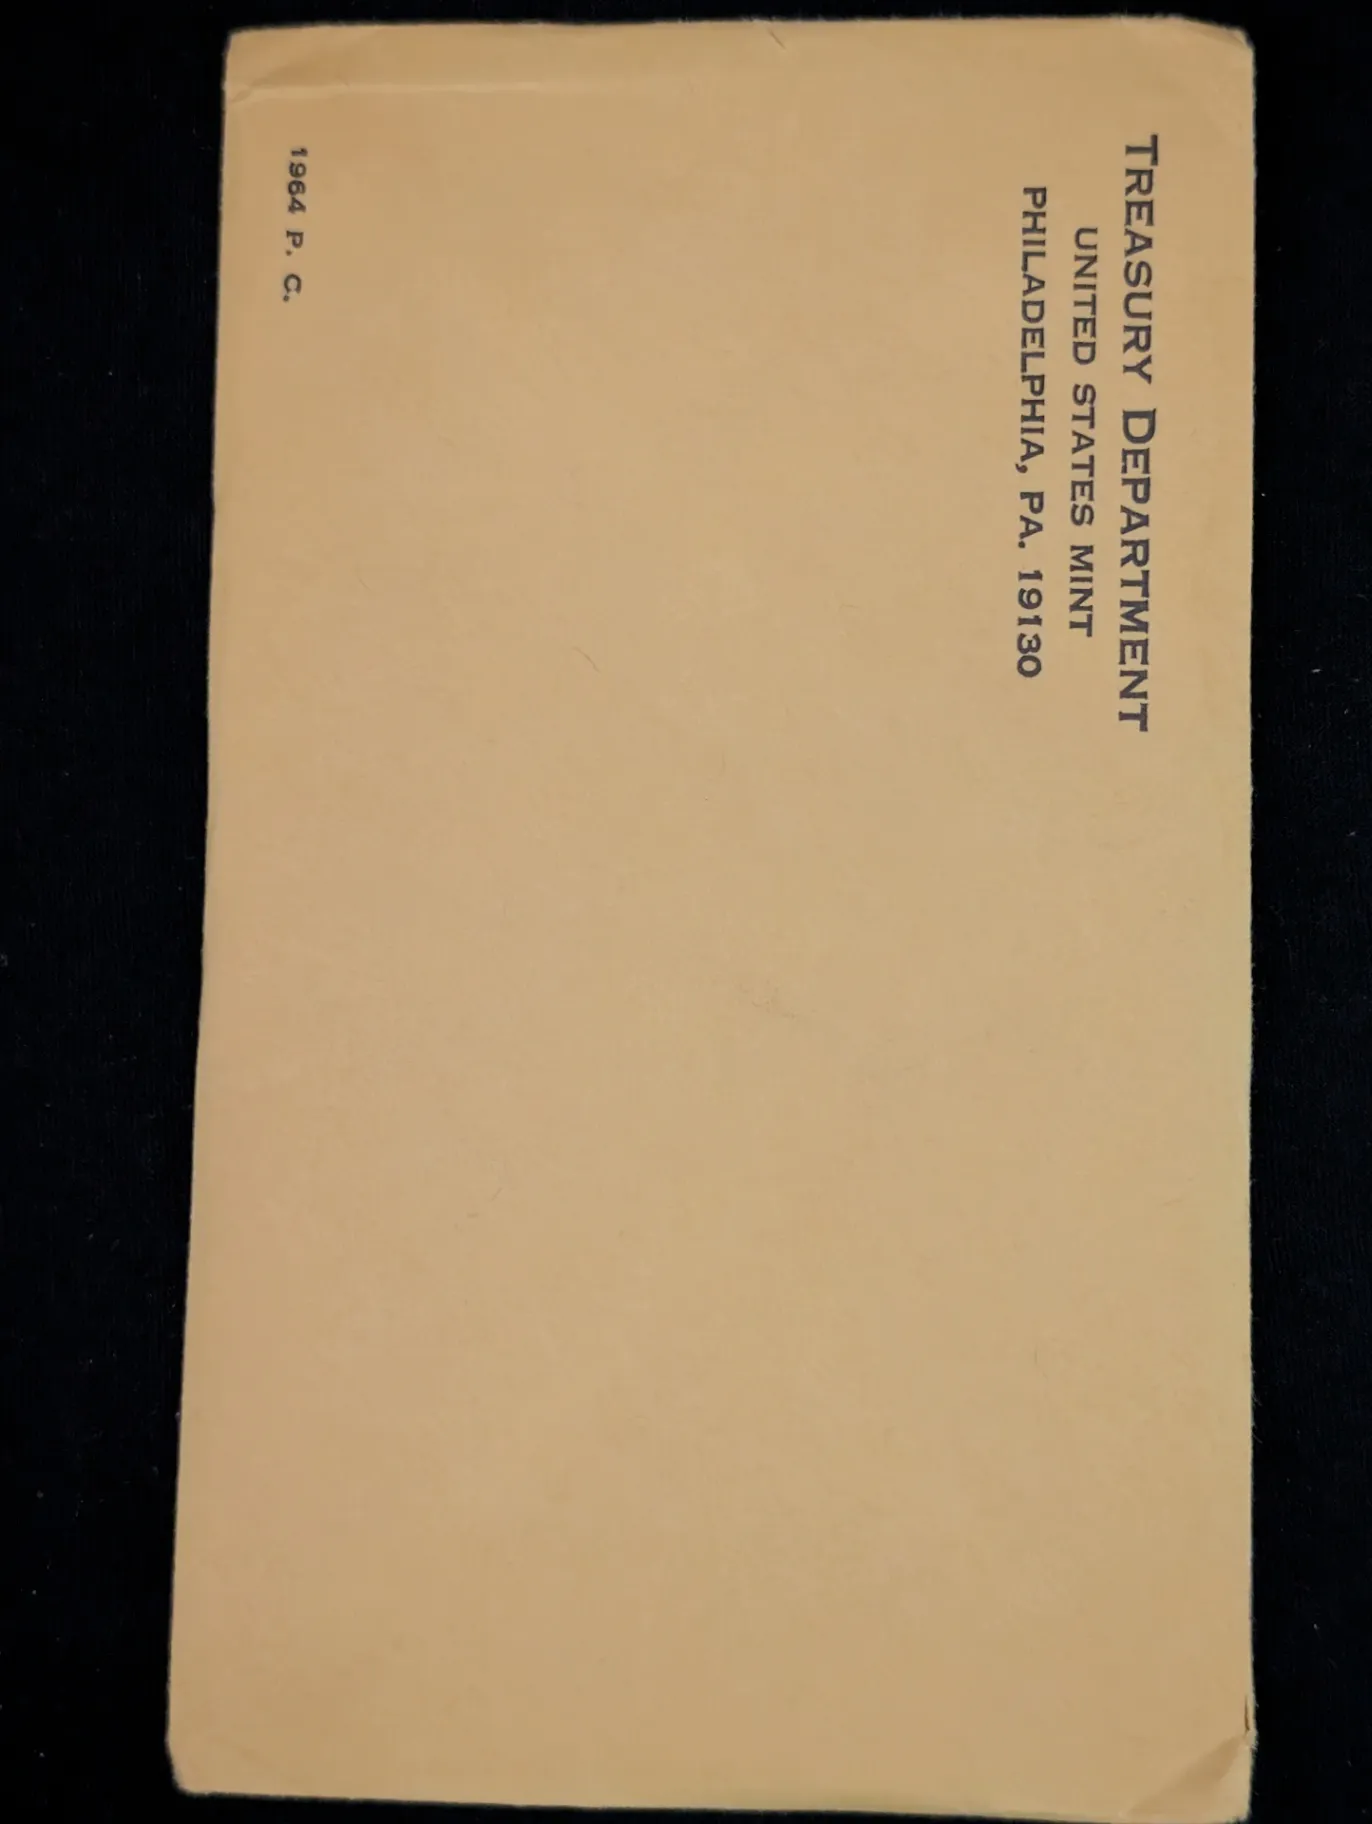 TREASURY DEPARTMENT
UNITED STATES MINT
PHILADELPHIA, PA. 19130
1964 P. C.